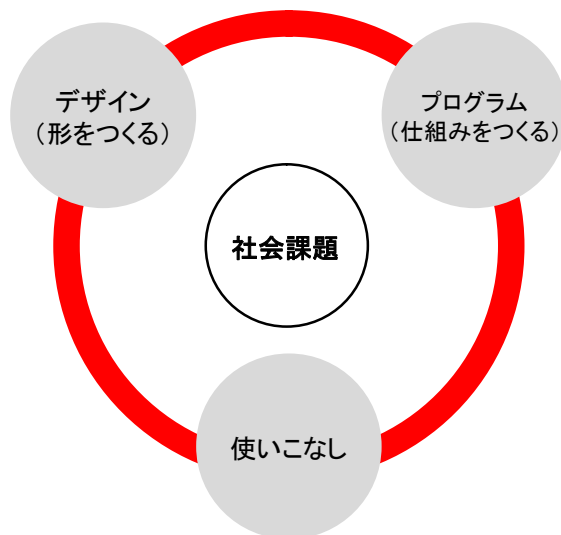 デザイン
（形をつくる）
プログラム
（仕組みをつくる）
社会課題
使いこなし